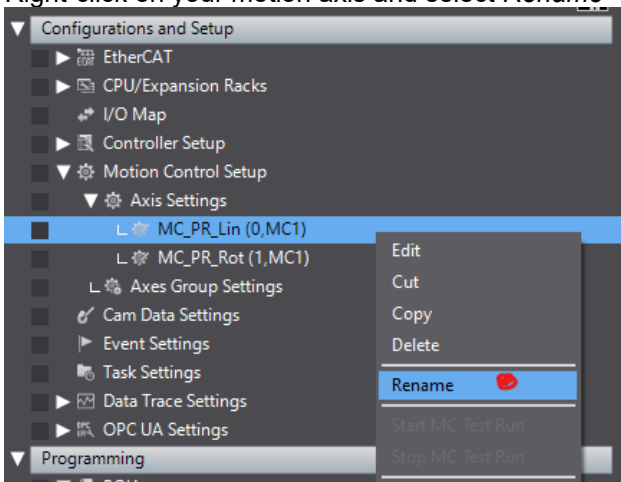 Right-click on your motion axis and select Rename
Configurations and Setup
EtherCAT
CPU/Expansion Racks
I/O Map
Controller Setup
Motion Control Setup
Axis Settings
MC_PR_Lin (0,MC1)
MC_PR_Rot (1,MC1)
Axes Group Settings
Cam Data Settings
Event Settings
Task Settings
Data Trace Settings
OPC UA Settings
Programming
Edit
Cut
Copy
Delete
Rename
Start MC Test Run
Stop MC Test Run